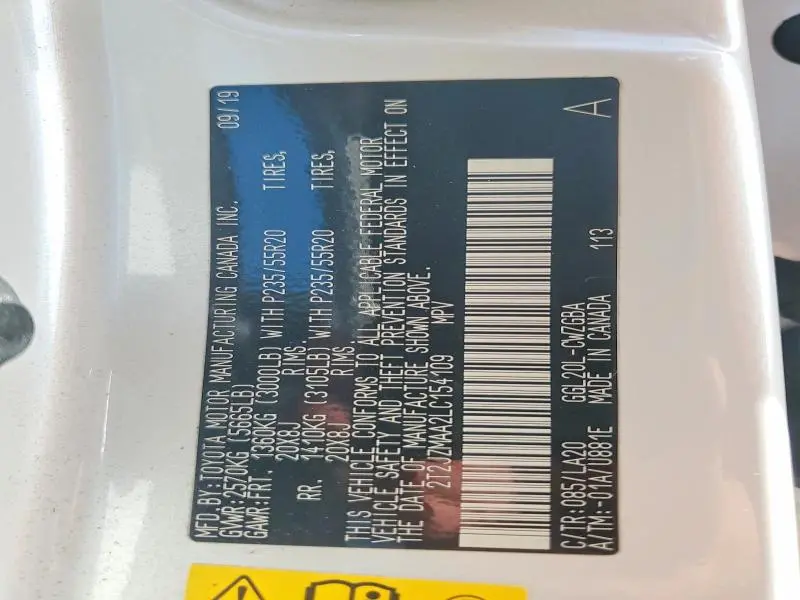 MFD.BY:TOYOTA MOTOR MANUFACTURING CANADA INC. 09/19
GVWR:2570KG (5665LB)
GAWR:FRT. 1360KG (3000LB) WITH P235/55R20 TIRES,
20X8J RIMS,
RR. 1410KG (3105LB) WITH P235/55R20 TIRES,
20X8J RIMS.
THIS VEHICLE CONFORMS TO ALL APPLICABLE FEDERAL MOTOR
VEHICLE SAFETY AND THEFT PREVENTION STANDARDS IN EFFECT ON
THE DATE OF MANUFACTURE SHOWN ABOVE.
2T2JZMAA2LC154109 MPV
C/TR:085/LA20 GGL20L-CWZGBA
A/TM:-01A/U881E MADE IN CANADA 113 A